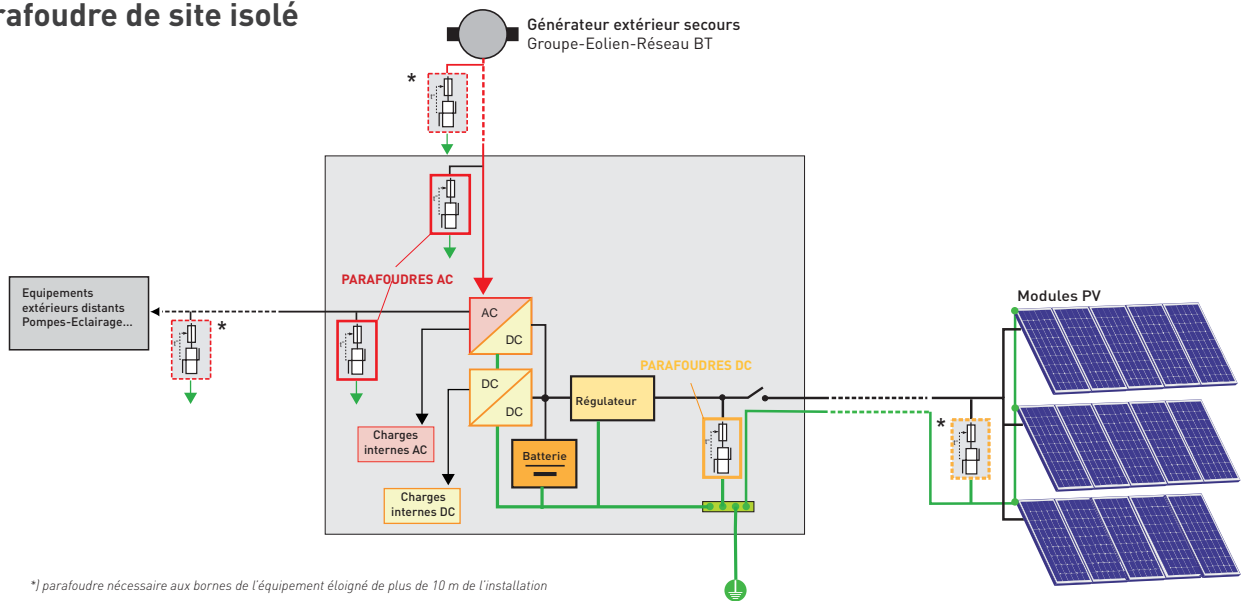 rafoudre de site isolé
Générateur extérieur secours
Groupe-Eolien-Réseau BT
*
PARAFOUDRES AC
Equipements
extérieurs distants
Pompes-Eclairage...
*
AC
DC
Modules PV
PARAFOUDRES DC
DC
DC
Régulateur
*
Charges
internes AC
Batterie
Charges
internes DC
*) parafoudre nécessaire aux bornes de l'équipement éloigné de plus de 10 m de l'installation